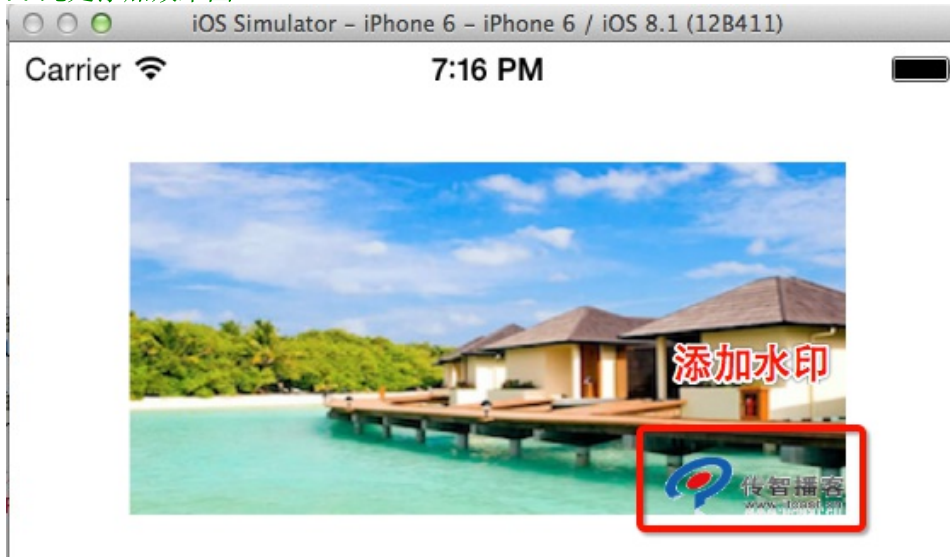 iOS Simulator – iPhone 6 – iPhone 6 / iOS 8.1 (12B411)
Carrier 7:16 PM
添加水印
传智播客